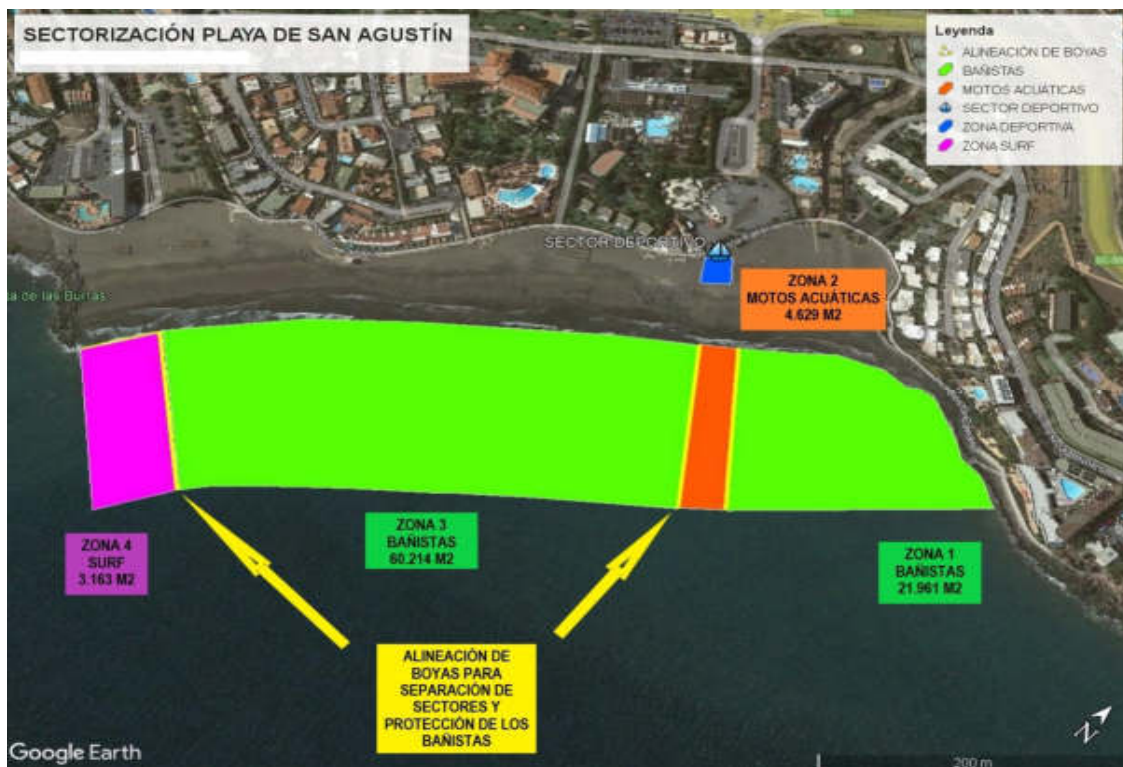 SECTORIZACIÓN PLAYA DE SAN AGUSTÍN
Leyenda
ALINEACIÓN DE BOYAS
BAÑISTAS
MOTOS ACUÁTICAS
SECTOR DEPORTIVO
ZONA DEPORTIVA
ZONA SURF
SECTOR DEPORTIVO
ZONA 2
MOTOS ACUÁTICAS
4.629 M2
de las Burras
ZONA 3
BAÑISTAS
60.214 M2
ZONA 4
SURF
3.163 M2
ZONA 1
BAÑISTAS
21.961 M2
ALINEACIÓN DE
BOYAS PARA
SEPARACIÓN DE
SECTORES Y
PROTECCIÓN DE LOS
BAÑISTAS
Google Earth
N
200 m